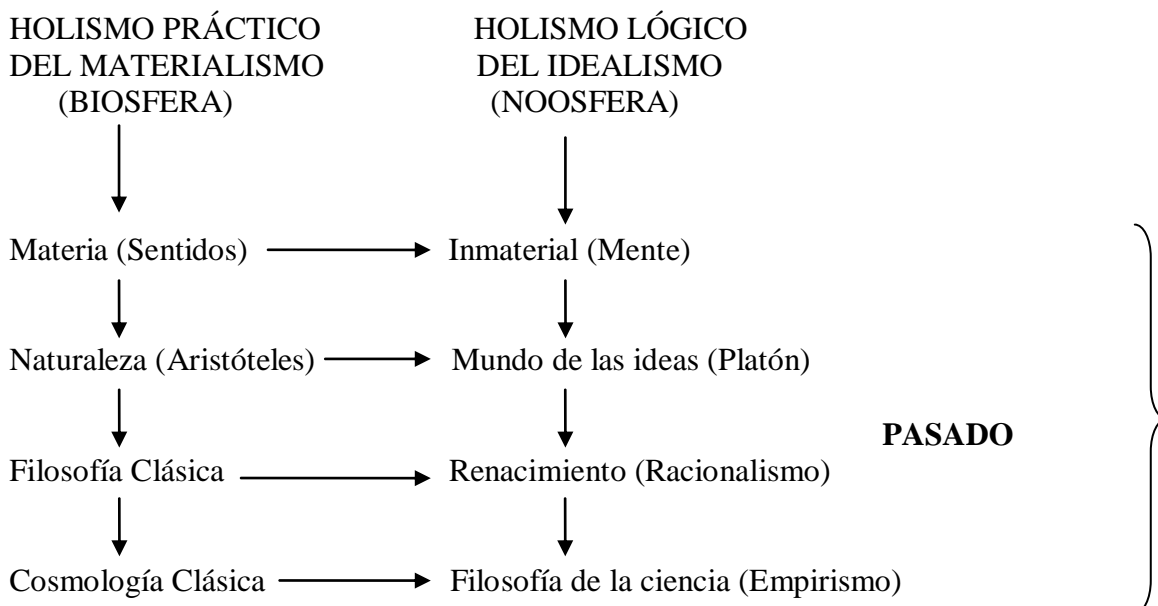 HOLISMO PRÁCTICO HOLISMO LÓGICO
DEL MATERIALISMO DEL IDEALISMO
(BIOSFERA) (NOOSFERA)
Materia (Sentidos) Inmaterial (Mente)
Naturaleza (Aristóteles) Mundo de las ideas (Platón)
PASADO
Filosofía Clásica Renacimiento (Racionalismo)
Cosmología Clásica Filosofía de la ciencia (Empirismo)